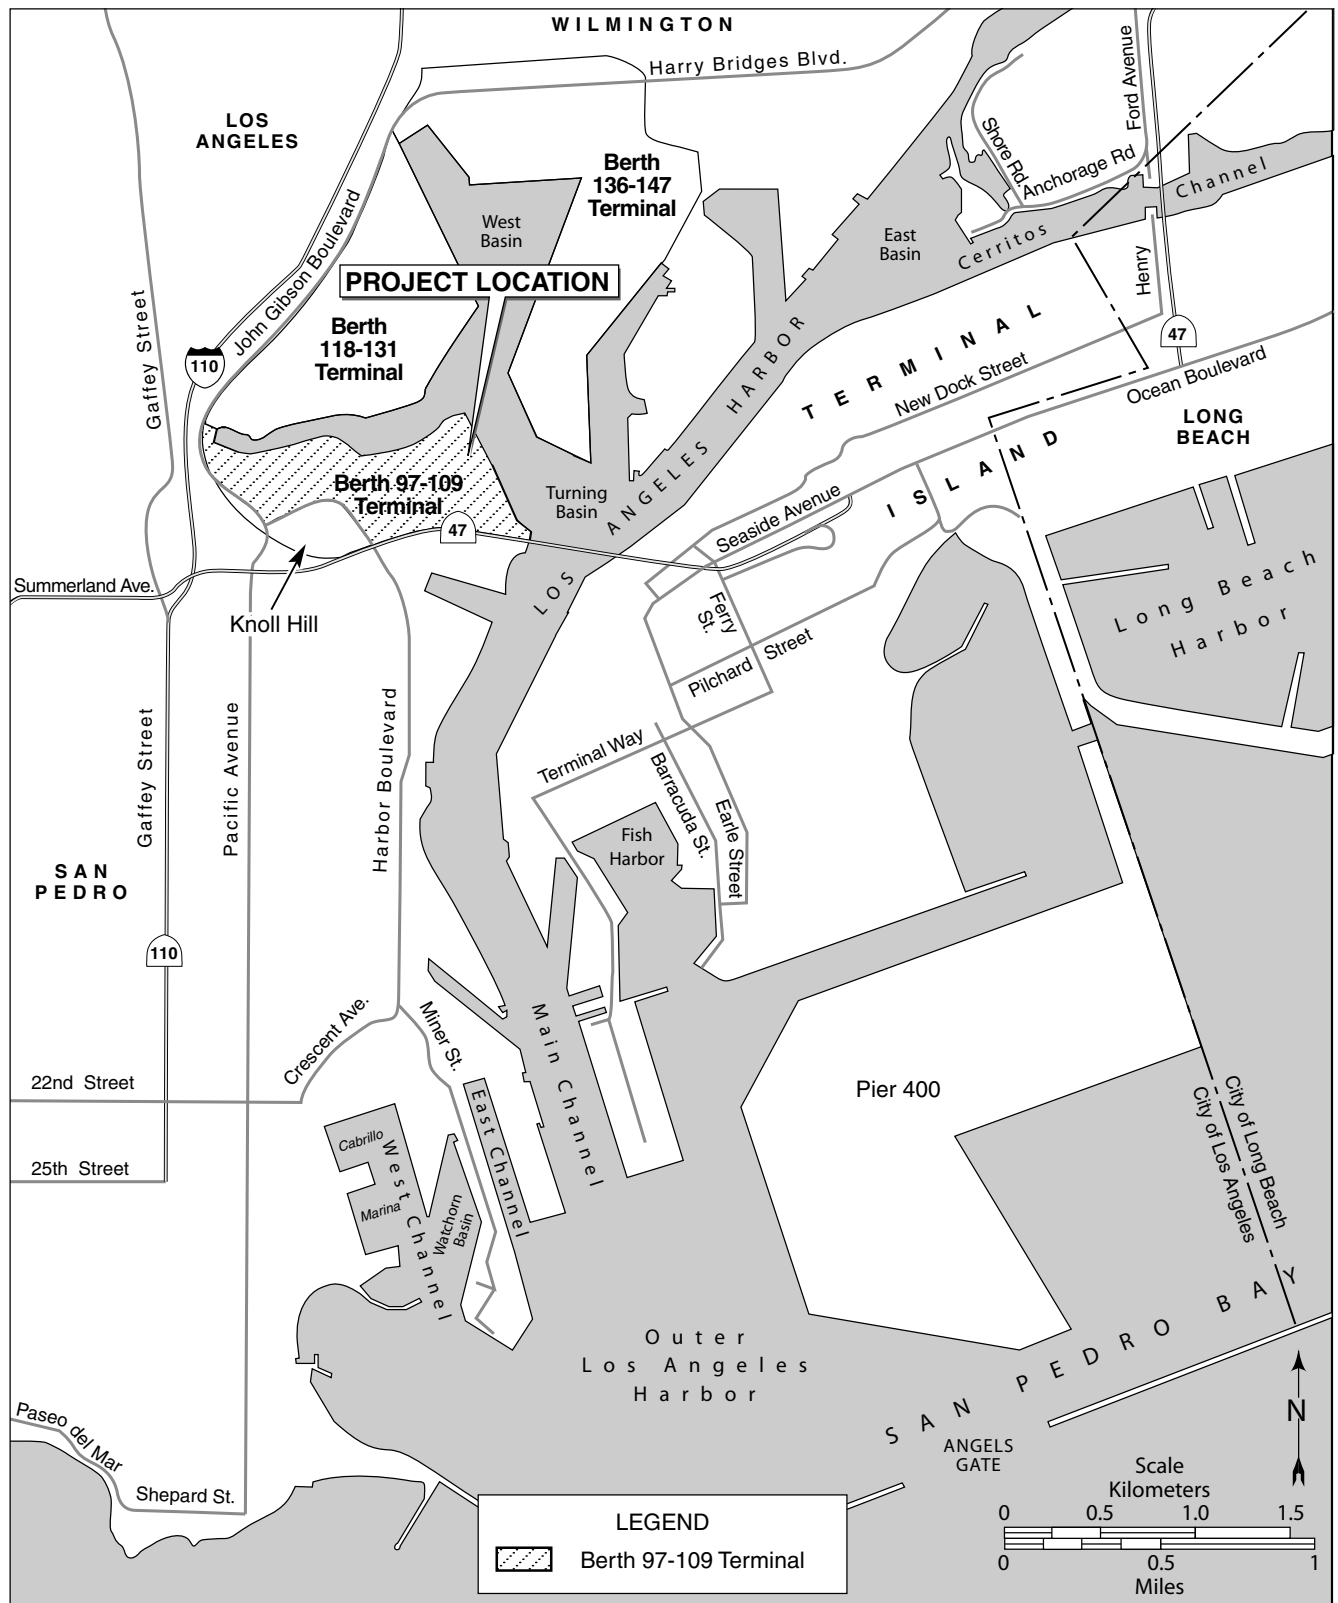 WILMINGTON
Harry Bridges Blvd.
Ford Avenue
LOS
ANGELES
Shore Rd.
Anchorage Rd
Berth
136-147
Terminal
Channel
Cerritos
West
Basin
East
Basin
Henry
John Gibson Boulevard
PROJECT LOCATION
Gaffey Street
Berth
118-131
Terminal
110
47
TERMINAL
ISLAND
New Dock Street
Ocean Boulevard
LONG
BEACH
LOS ANGELES HARBOR
Berth 97-109
Terminal
Turning
Basin
47
Seaside Avenue
Summerland Ave.
Knoll Hill
Ferry
St.
Pilchard Street
Long Beach
Harbor
Gaffey Street
Pacific Avenue
Harbor Boulevard
Terminal Way
Barracuda St.
Earle Street
Fish
Harbor
SAN
PEDRO
110
Crescent Ave.
Miner St.
Main Channel
22nd Street
25th Street
Pier 400
East Channel
Cabrillo
Marina
West Channel
Watchorn
Basin
City of Long Beach
City of Los Angeles
Outer
Los Angeles
Harbor
SAN PEDRO BAY
ANGELS
GATE
N
Paseo del Mar
Shepard St.
LEGEND
Berth 97-109 Terminal
Scale
Kilometers
0 0.5 1.0 1.5
0 0.5 1
Miles